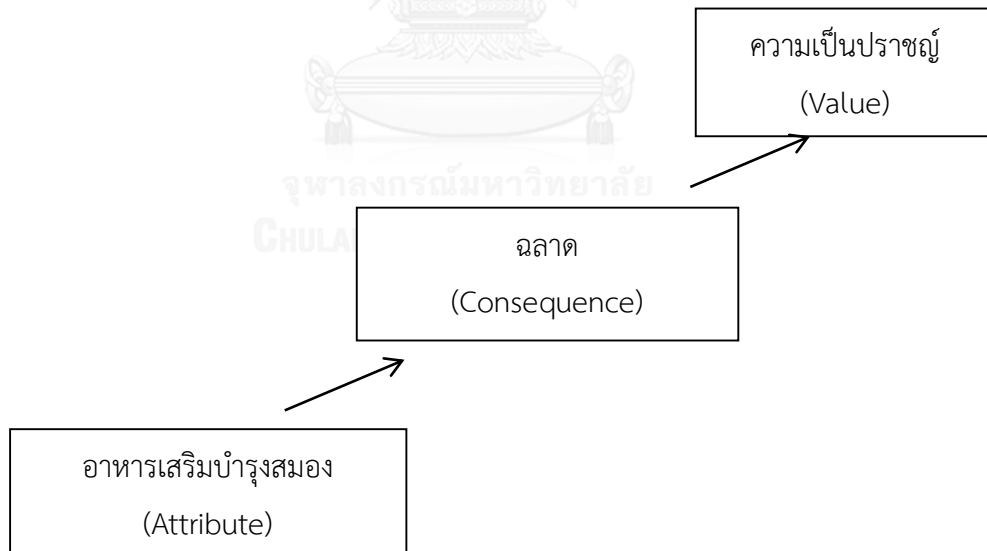 ความเป็นปราชญ์
(Value)
จุฬาลงกรณ์มหาวิทยาลัย
CHULA
ฉลาด
(Consequence)
อาหารเสริมบำรุงสมอง
(Attribute)